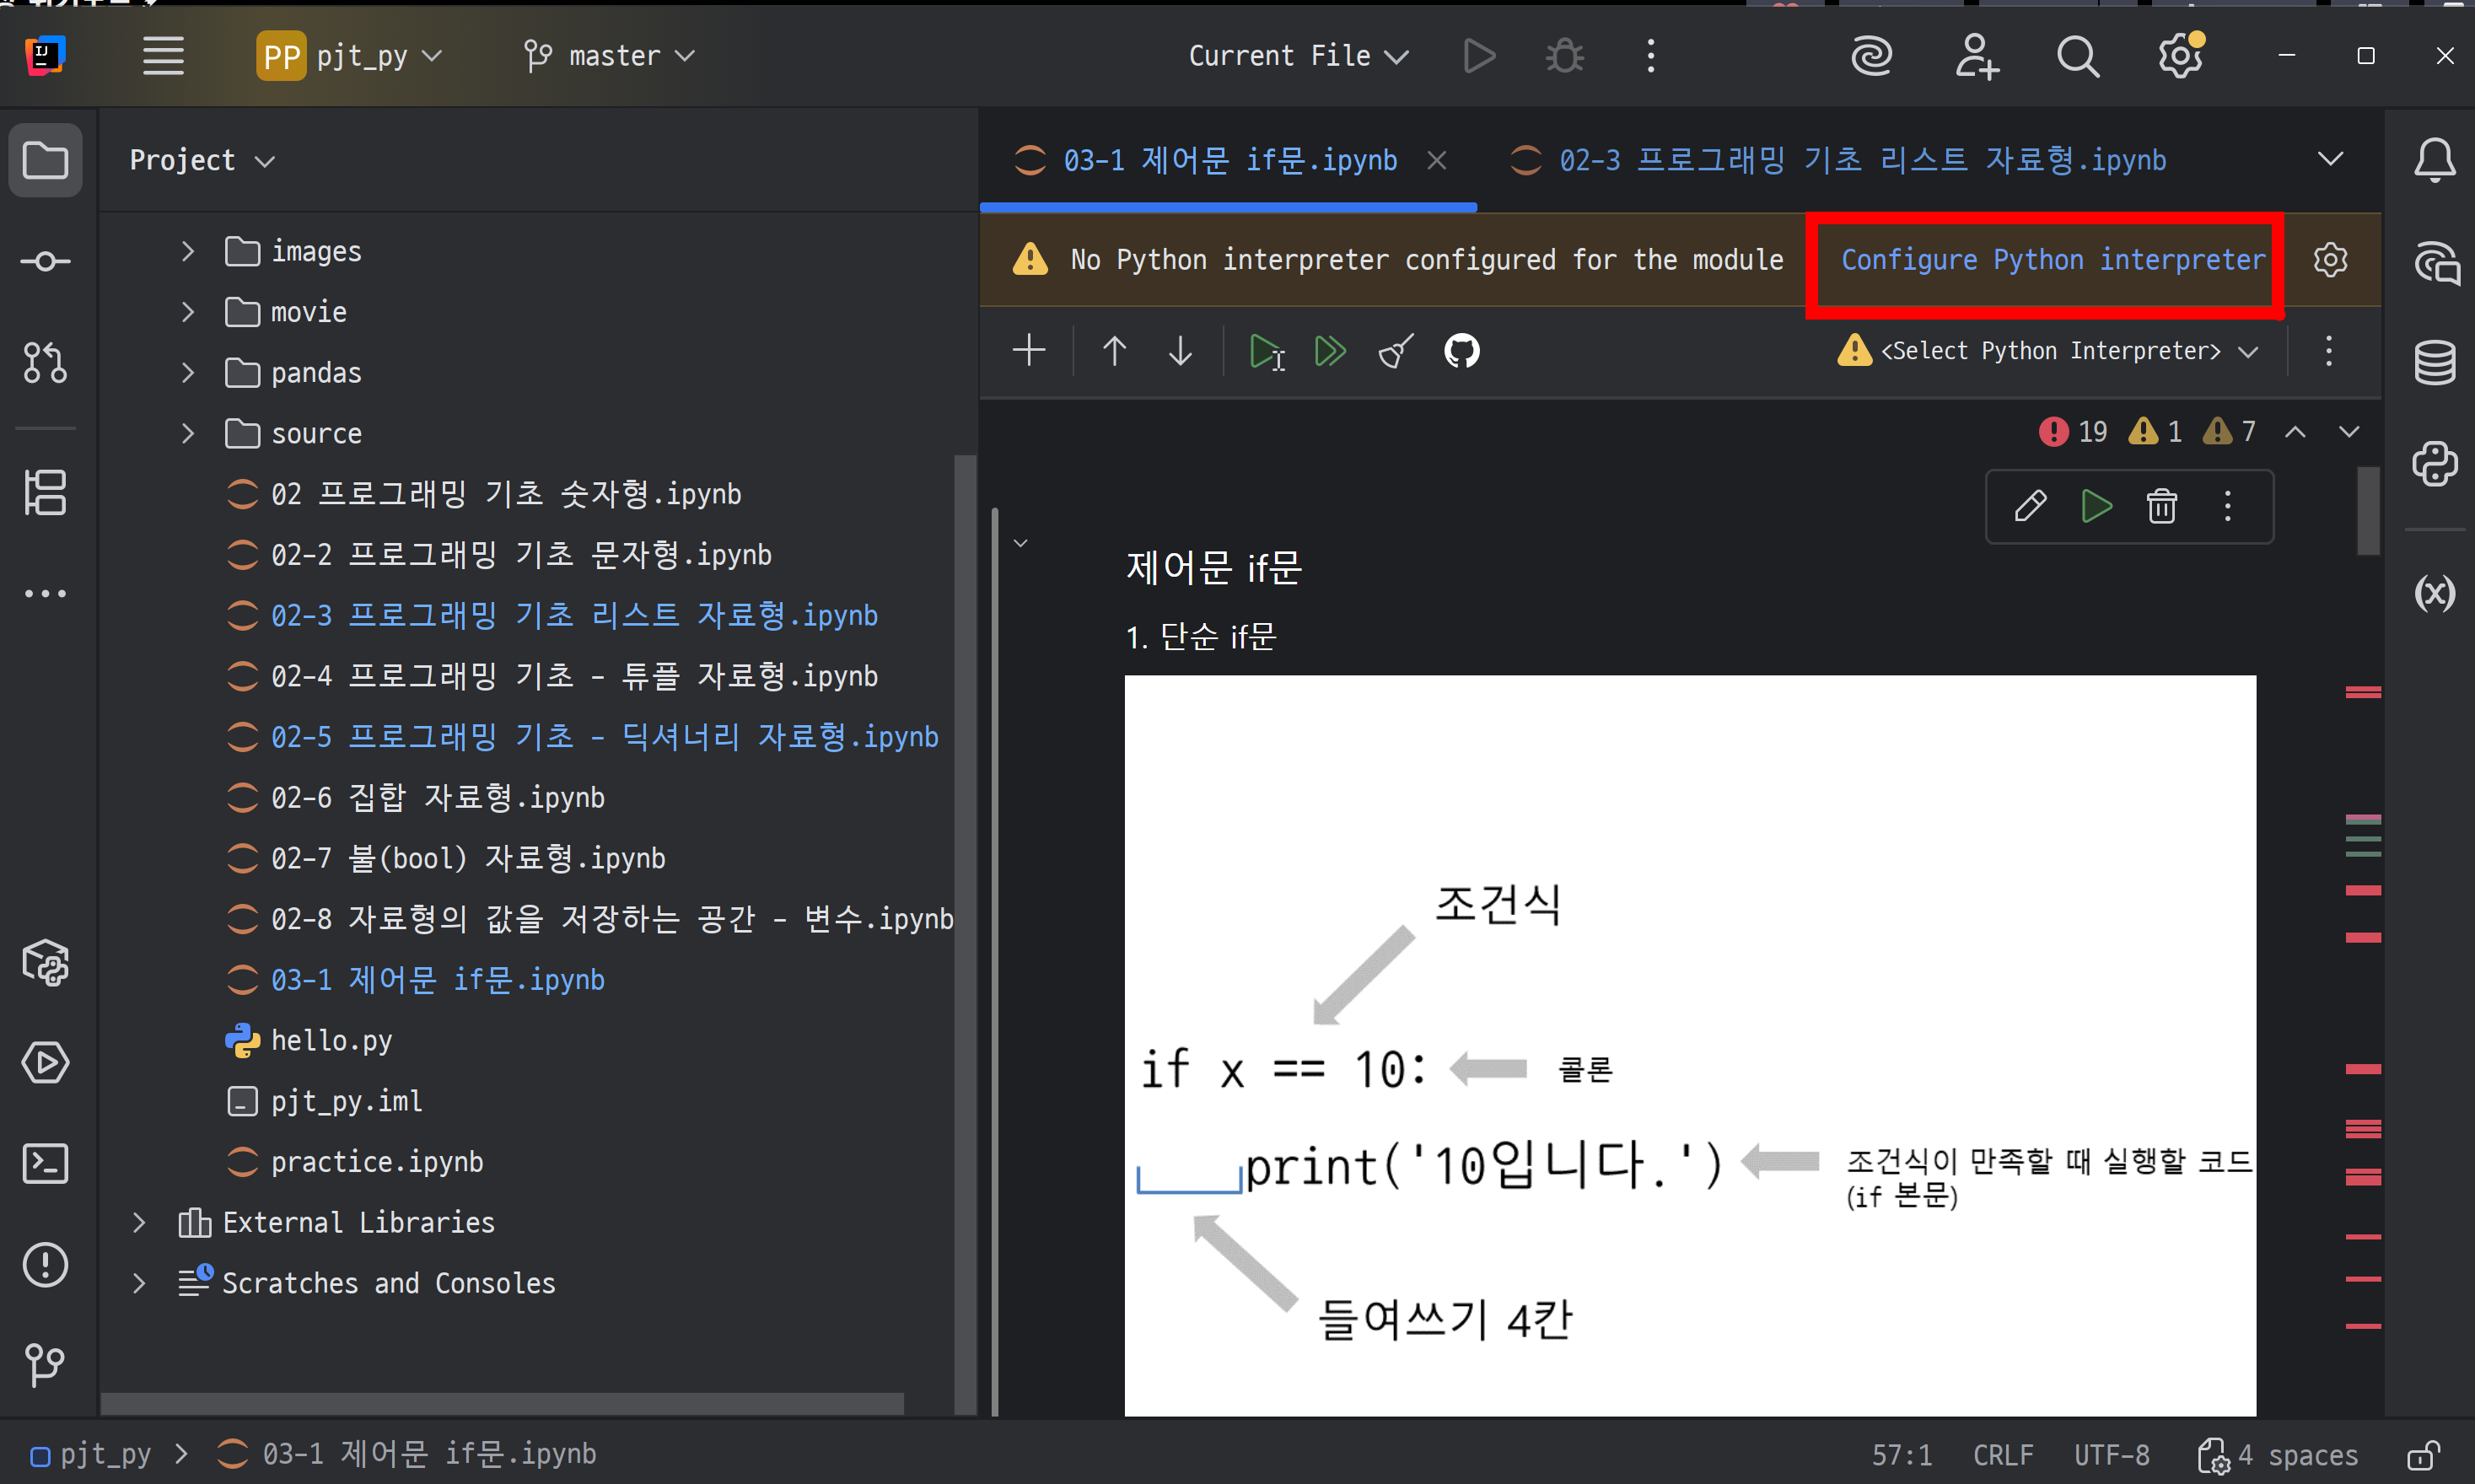 IJ
PP pjt_py
master
Current File
Project
03-1 제어문 if문.ipynb
02-3 프로그래밍 기초 리스트 자료형.ipynb
No Python interpreter configured for the module
Configure Python interpreter
<Select Python Interpreter>
19 1 7
images
movie
pandas
source
02 프로그래밍 기초 숫자형.ipynb
02-2 프로그래밍 기초 문자형.ipynb
02-3 프로그래밍 기초 리스트 자료형.ipynb
02-4 프로그래밍 기초 - 튜플 자료형.ipynb
02-5 프로그래밍 기초 - 딕셔너리 자료형.ipynb
02-6 집합 자료형.ipynb
02-7 불(bool) 자료형.ipynb
02-8 자료형의 값을 저장하는 공간 - 변수.ipynb
03-1 제어문 if문.ipynb
hello.py
pjt_py.iml
practice.ipynb
External Libraries
Scratches and Consoles
제어문 if문
1. 단순 if문
조건식
if x == 10:
콜론
print('10입니다.')
조건식이 만족할 때 실행할 코드
(if 본문)
들여쓰기 4칸
pjt_py
03-1 제어문 if문.ipynb
57:1
CRLF
UTF-8
4 spaces